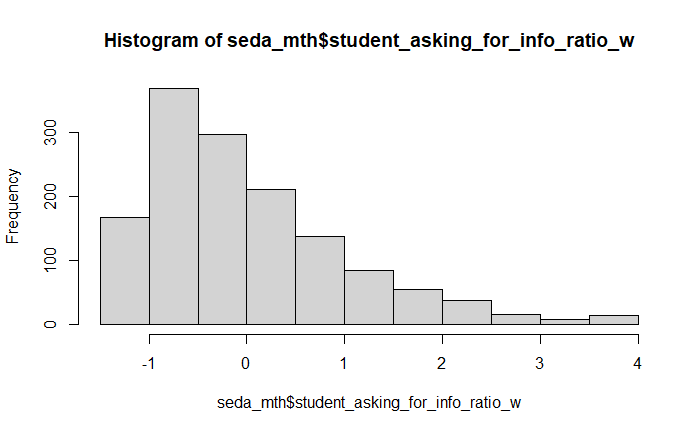 Histogram of seda_mth$student_asking_for_info_ratio_w
Frequency
300
200
100
0
-1 0 1 2 3 4
seda_mth$student_asking_for_info_ratio_w